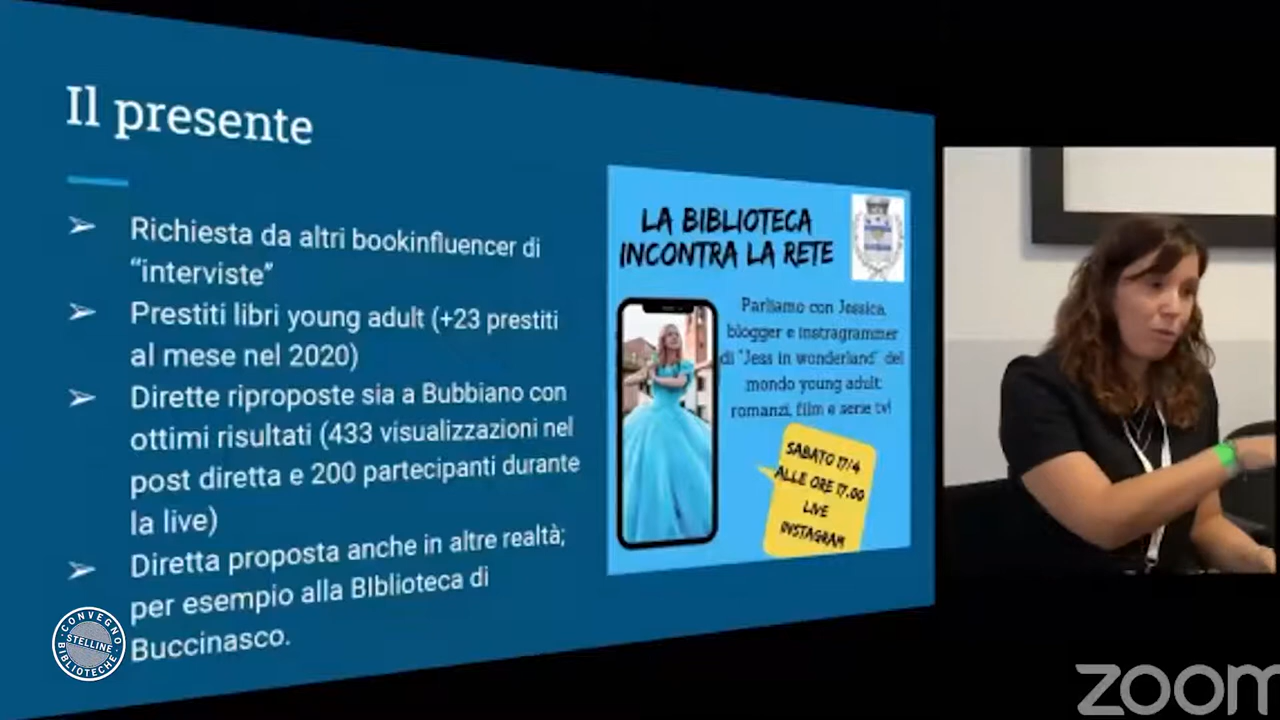 Il presente
➢ Richiesta da altri bookinfluencer di
“interviste”
➢ Prestiti libri young adult (+23 prestiti
al mese nel 2020)
➢ Dirette riproposte sia a Bubbiano con
ottimi risultati (433 visualizzazioni nel
post diretta e 200 partecipanti durante
la live)
➢ Diretta proposta anche in altre realtà;
per esempio alla BIblioteca di
Buccinasco.
LA BIBLIOTECA
INCONTRA LA RETE
Parliamo con Jessica,
blogger e instragrammer
di "Jess in wonderland" del
mondo young adult:
romanzi, film e serie tv!
SABATO 17/4
ALLE ORE 17.00
LIVE
INSTAGRAM
CONVEGNO
STELLINE
BIBLIOTECHE
zoom